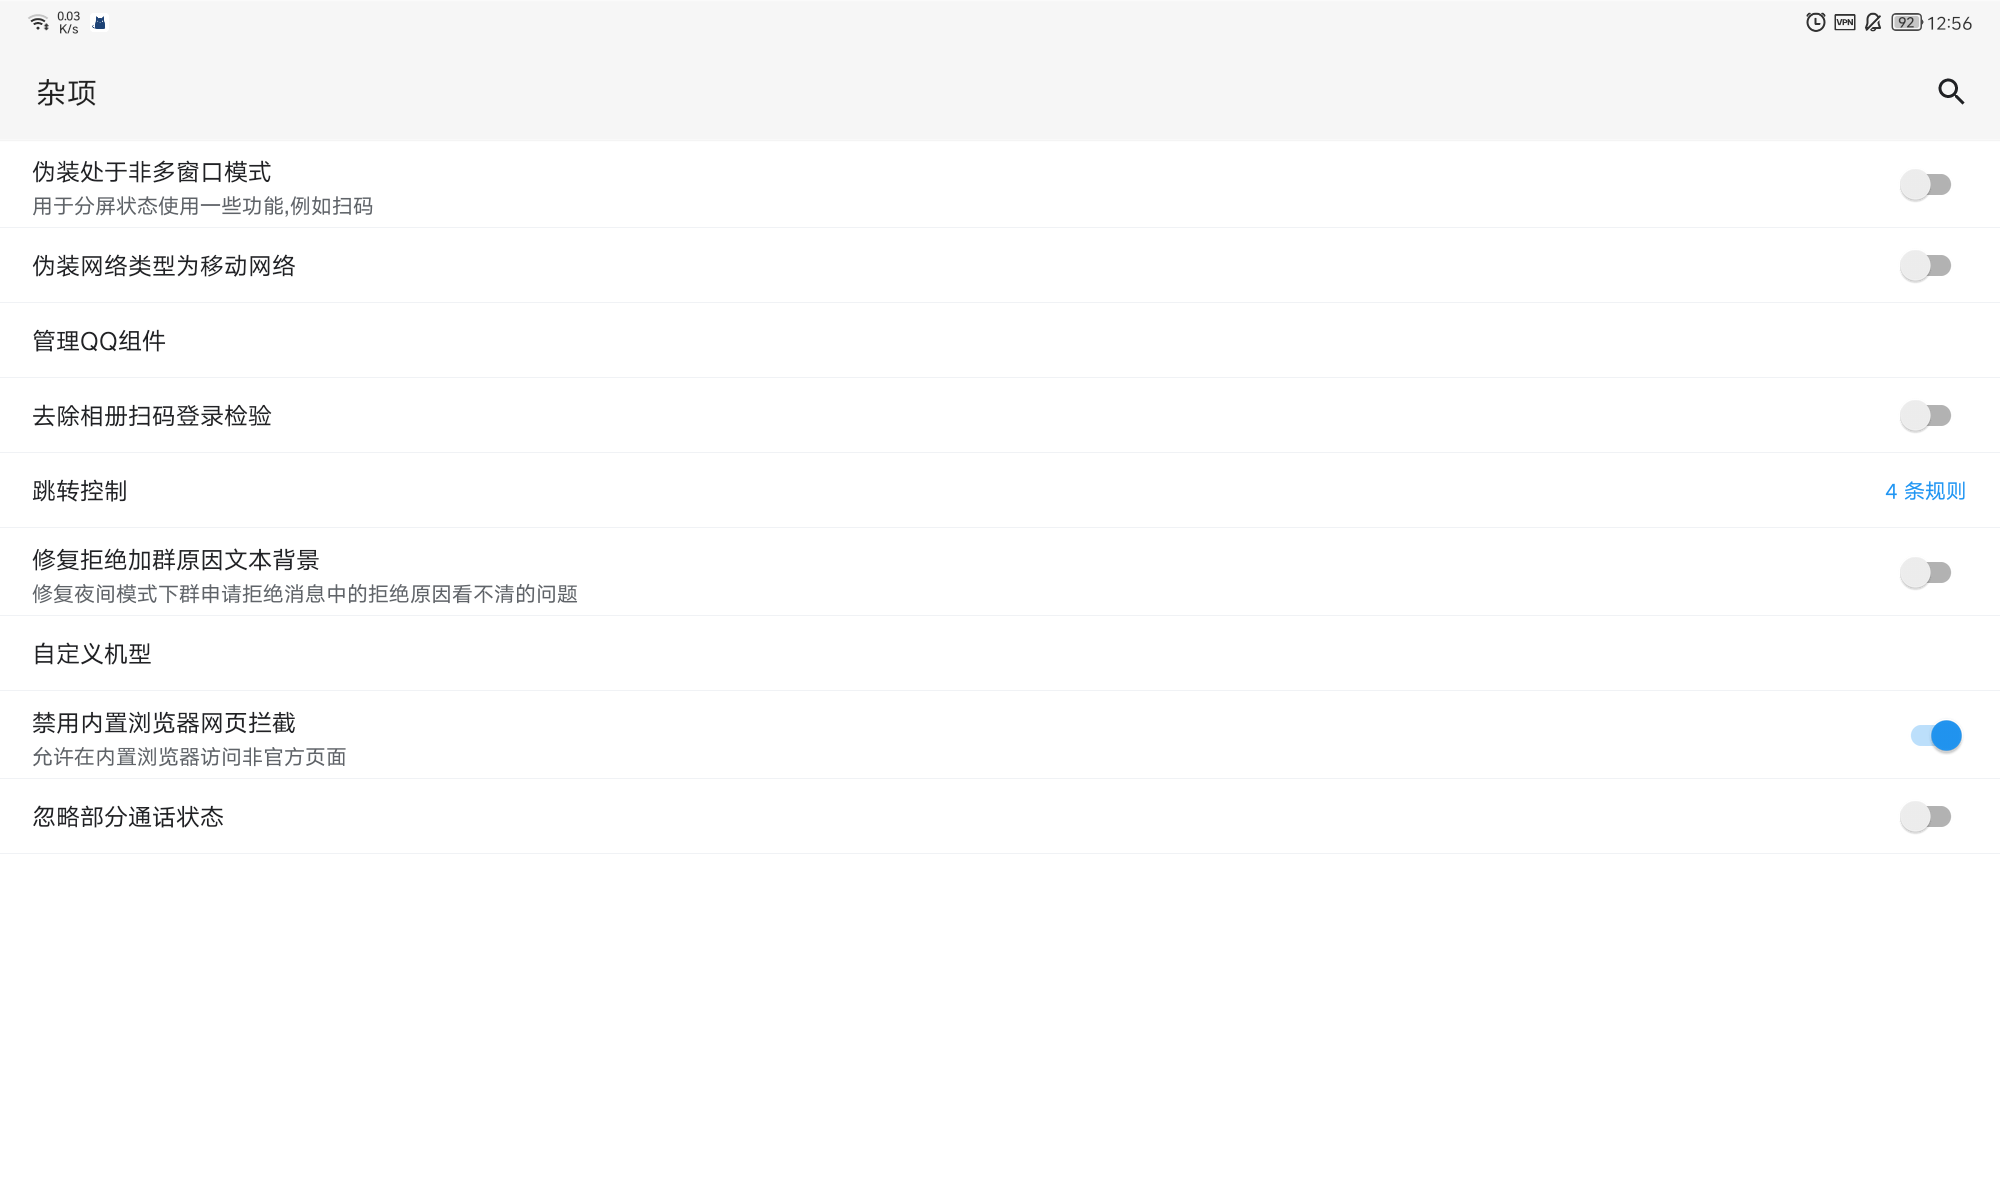 0.03
K/s
VPN
92
12:56
杂项
伪装处于非多窗口模式
用于分屏状态使用一些功能,例如扫码
伪装网络类型为移动网络
管理QQ组件
去除相册扫码登录检验
跳转控制
4 条规则
修复拒绝加群原因文本背景
修复夜间模式下群申请拒绝消息中的拒绝原因看不清的问题
自定义机型
禁用内置浏览器网页拦截
允许在内置浏览器访问非官方页面
忽略部分通话状态